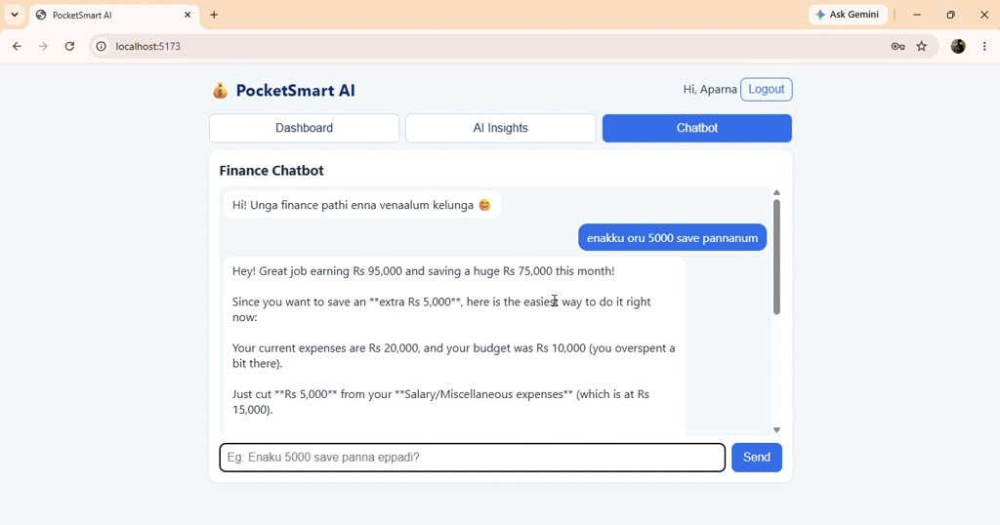 PocketSmart AI
Ask Gemini
localhost:5173
💰 PocketSmart AI
Hi, Aparna
Logout
Dashboard
AI Insights
Chatbot
Finance Chatbot
Hi! Unga finance pathi enna venaalum kelunga 😊
enakku oru 5000 save pannanum
Hey! Great job earning Rs 95,000 and saving a huge Rs 75,000 this month!
Since you want to save an **extra Rs 5,000**, here is the easiest way to do it right
now:
Your current expenses are Rs 20,000, and your budget was Rs 10,000 (you overspent a
bit there).
Just cut **Rs 5,000** from your **Salary/Miscellaneous expenses** (which is at Rs
15,000).
Eg: Enaku 5000 save panna eppadi?
Send